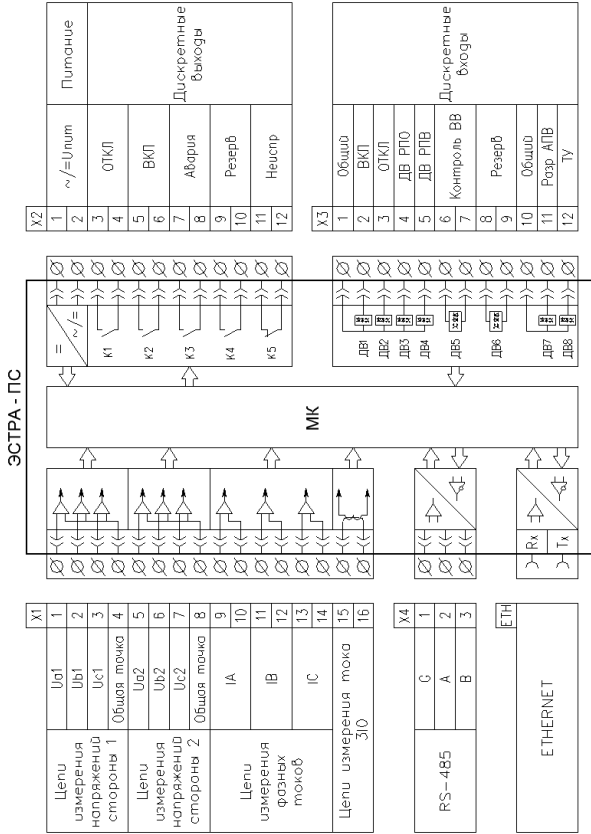 ЭСТРА - ПС
X1
Цепи измерения напряжений стороны 1
Ua1 1
Ub1 2
Uc1 3
Общая точка 4
Цепи измерения напряжений стороны 2
Ua2 5
Ub2 6
Uc2 7
Общая точка 8
Цепи измерения фазных токов
IA 9
10
IB 11
12
IC 13
14
Цепи измерения тока 3I0
15
16
X4
RS-485
G 1
A 2
B 3
ETH
ETHERNET
Rx
Tx
МК
=
~/=
К1
К2
К3
К4
К5
ДВ1
ДВ2
ДВ3
ДВ4
ДВ5
ДВ6
ДВ7
ДВ8
X2
1 ~/=Uпит Питание
2
3 ОТКЛ Дискретные выходы
4
5 ВКЛ
6
7 Авария
8
9 Резерв
10
11 Неиспр
12
X3
1 Общий Дискретные входы
2 ВКЛ
3 ОТКЛ
4 ДВ РПО
5 ДВ РПВ
6 Контроль ВВ
7
8 Резерв
9
10 Общий
11 Разр АПВ
12 ТУ